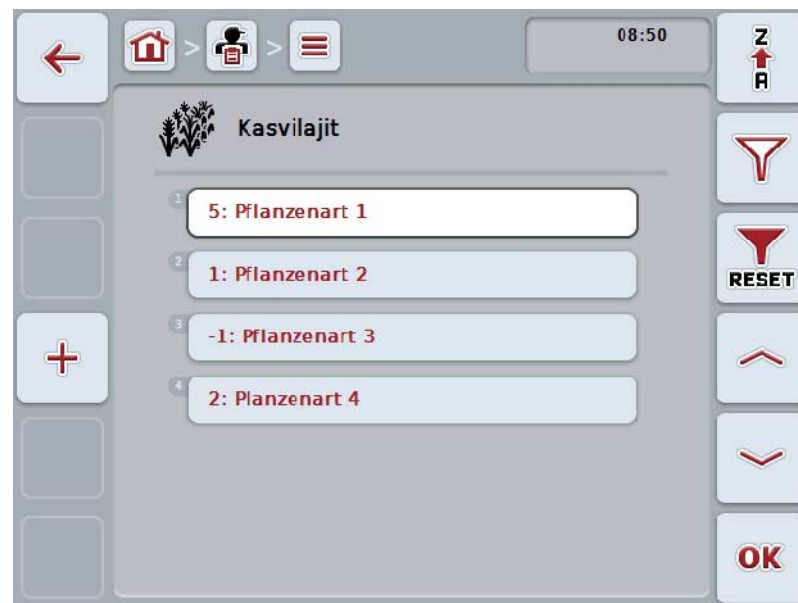 08:50
Z
A
Kasvilajit
1
5: Pflanzenart 1
2
1: Pflanzenart 2
RESET
3
-1: Pflanzenart 3
4
2: Planzenart 4
OK